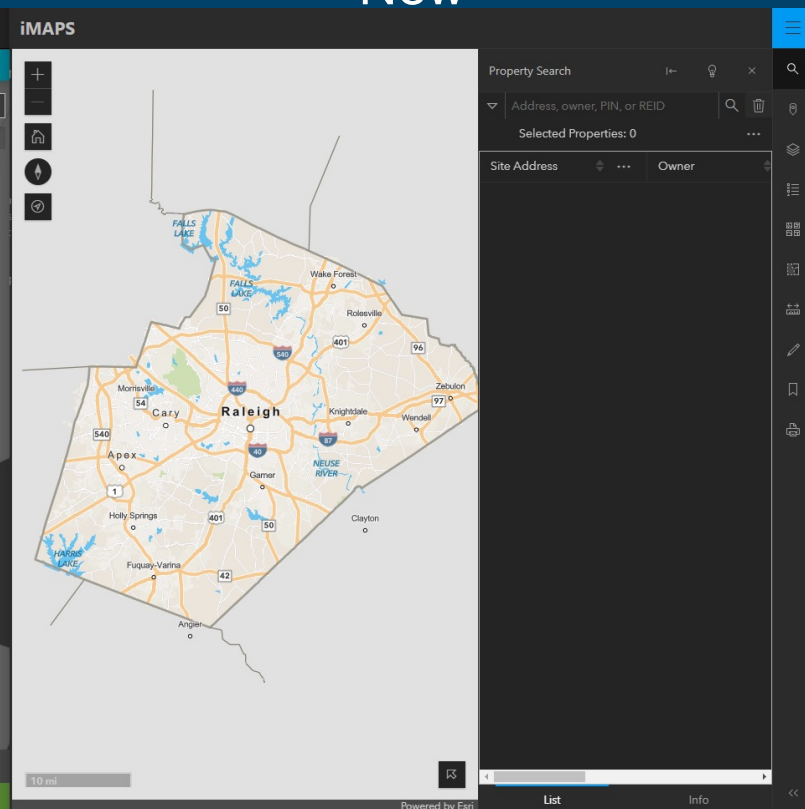 New
iMAPS
Property Search
Address, owner, PIN, or REID
Selected Properties: 0
Site Address
Owner
FALLS
LAKE
FALLS
LAKE
Wake Forest
50
Rolesville
401
96
540
Morrisville
440
Zebulon
54
97
Cary
Raleigh
Knightdale
Wendell
540
87
40
Apex
NEUSE
RIVER
Garner
1
Holly Springs
401
50
Clayton
HARRIS
LAKE
Fuquay-Varina
42
Angier
10 mi
Powered by Esri
List
Info